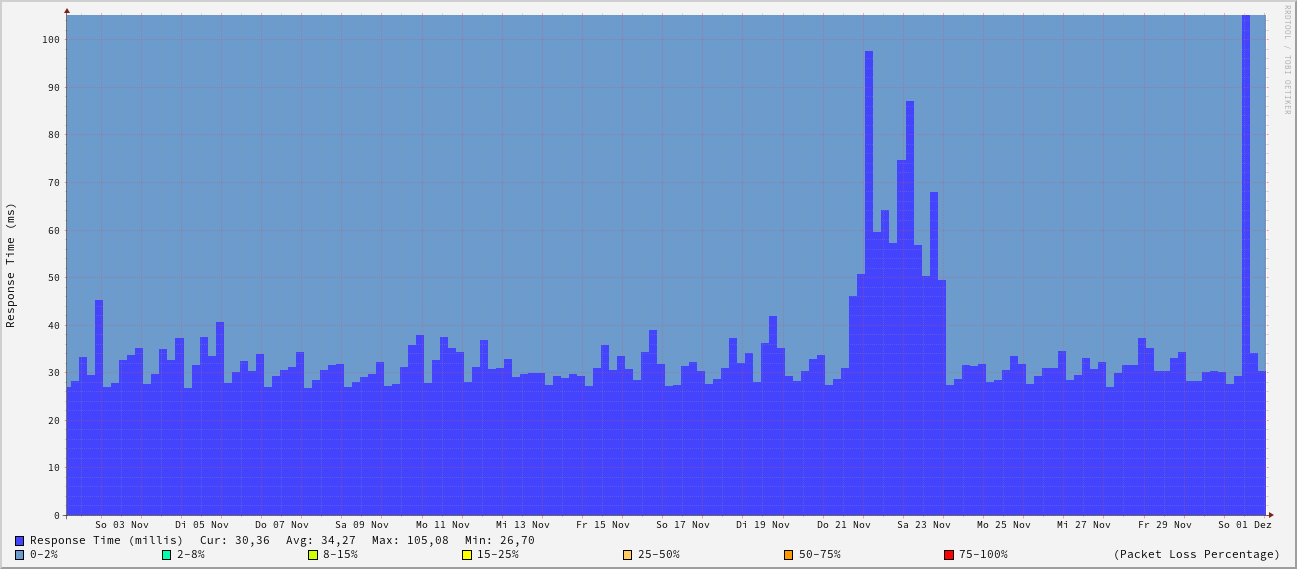 RRDTOOL / TOBI OETIKER
Response Time (ms)
100
90
80
70
60
50
40
30
20
10
0
So 03 Nov Di 05 Nov Do 07 Nov Sa 09 Nov Mo 11 Nov Mi 13 Nov Fr 15 Nov So 17 Nov Di 19 Nov Do 21 Nov Sa 23 Nov Mo 25 Nov Mi 27 Nov Fr 29 Nov So 01 Dez
Response Time (millis) Cur: 30,36 Avg: 34,27 Max: 105,08 Min: 26,70
0-2% 2-8% 8-15% 15-25% 25-50% 50-75% 75-100% (Packet Loss Percentage)